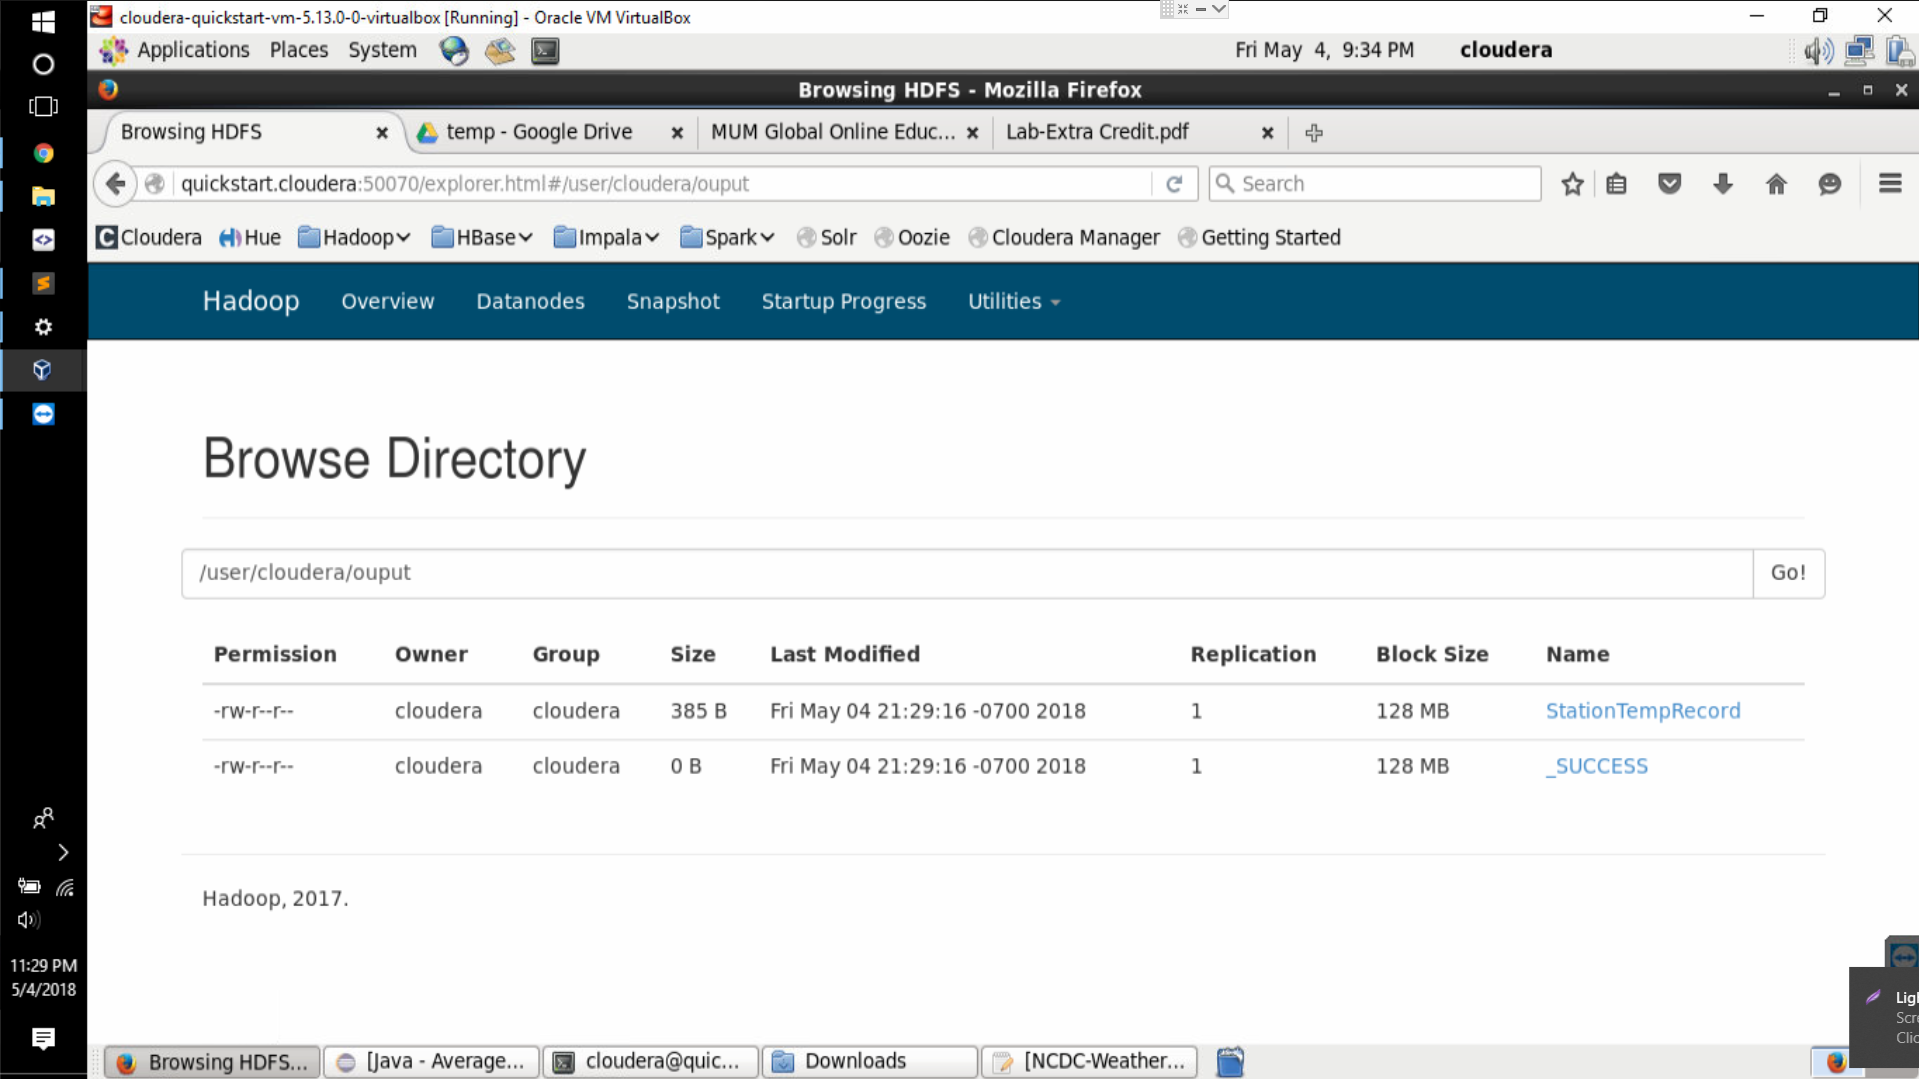 cloudera-quickstart-vm-5.13.0-0-virtualbox [Running] - Oracle VM VirtualBox
Applications Places System Fri May 4, 9:34 PM cloudera
Browsing HDFS - Mozilla Firefox
Browsing HDFS temp - Google Drive MUM Global Online Educ... Lab-Extra Credit.pdf
quickstart.cloudera:50070/explorer.html#/user/cloudera/ouput Search
Cloudera Hue Hadoop HBase Impala Spark Solr Oozie Cloudera Manager Getting Started
Hadoop Overview Datanodes Snapshot Startup Progress Utilities
Browse Directory
/user/cloudera/ouput Go!
Permission Owner Group Size Last Modified Replication Block Size Name
-rw-r--r-- cloudera cloudera 385 B Fri May 04 21:29:16 -0700 2018 1 128 MB StationTempRecord
-rw-r--r-- cloudera cloudera 0 B Fri May 04 21:29:16 -0700 2018 1 128 MB _SUCCESS
Hadoop, 2017.
11:29 PM
5/4/2018
Browsing HDFS... [Java - Average... cloudera@quic... Downloads [NCDC-Weather...